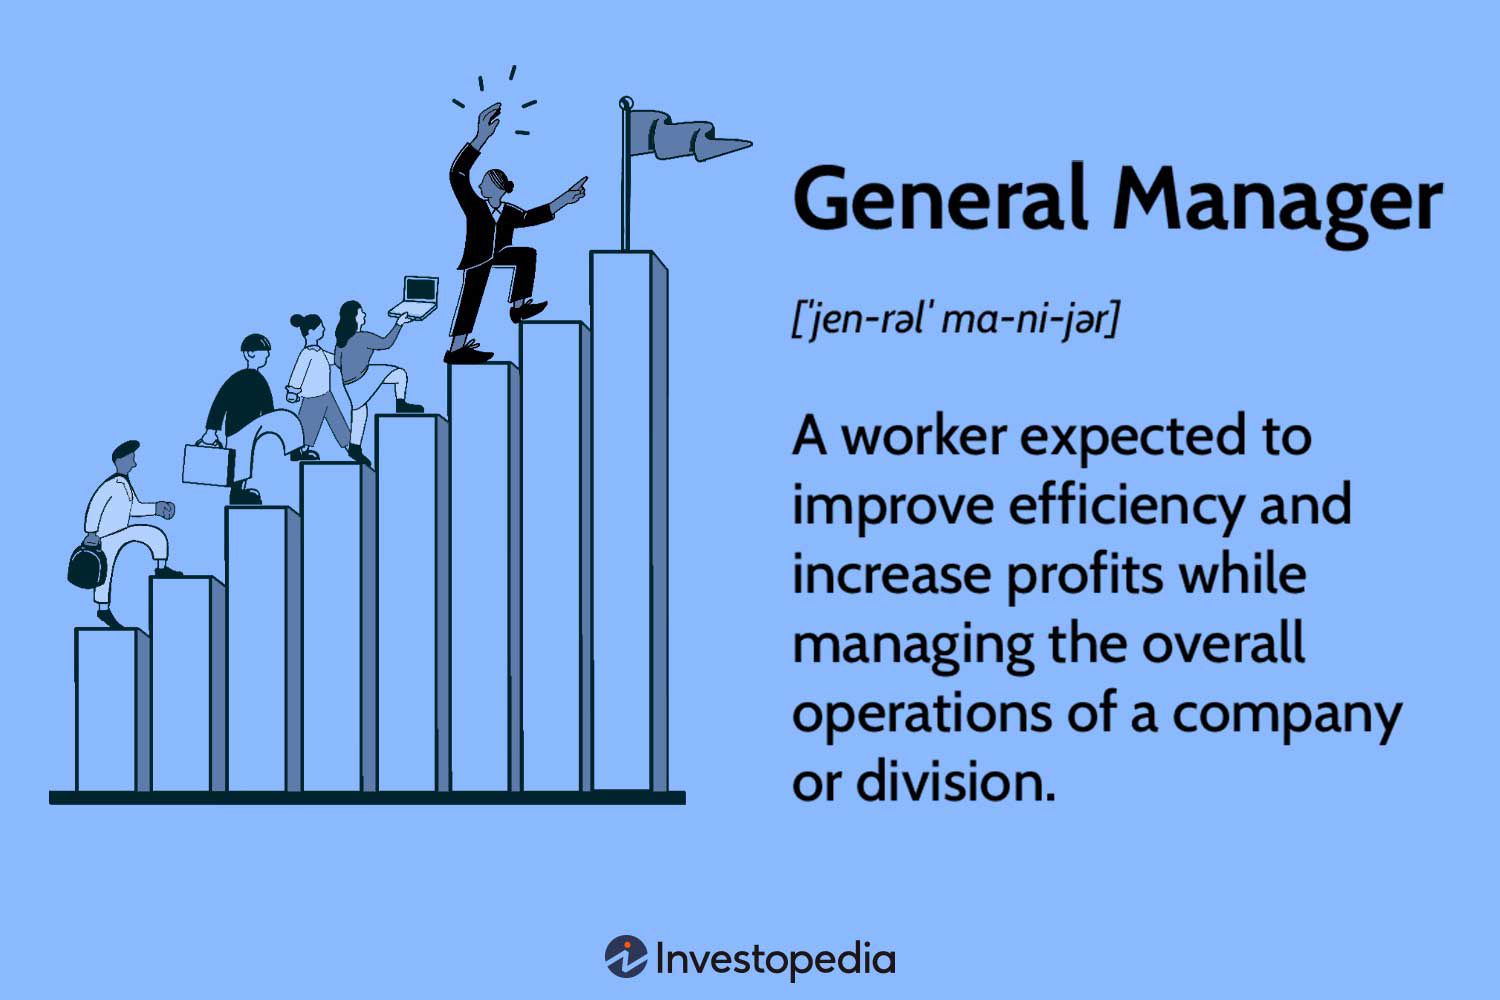 General Manager
['jen-rəl' ma-ni-jər]
A worker expected to
improve efficiency and
increase profits while
managing the overall
operations of a company
or division.
Investopedia